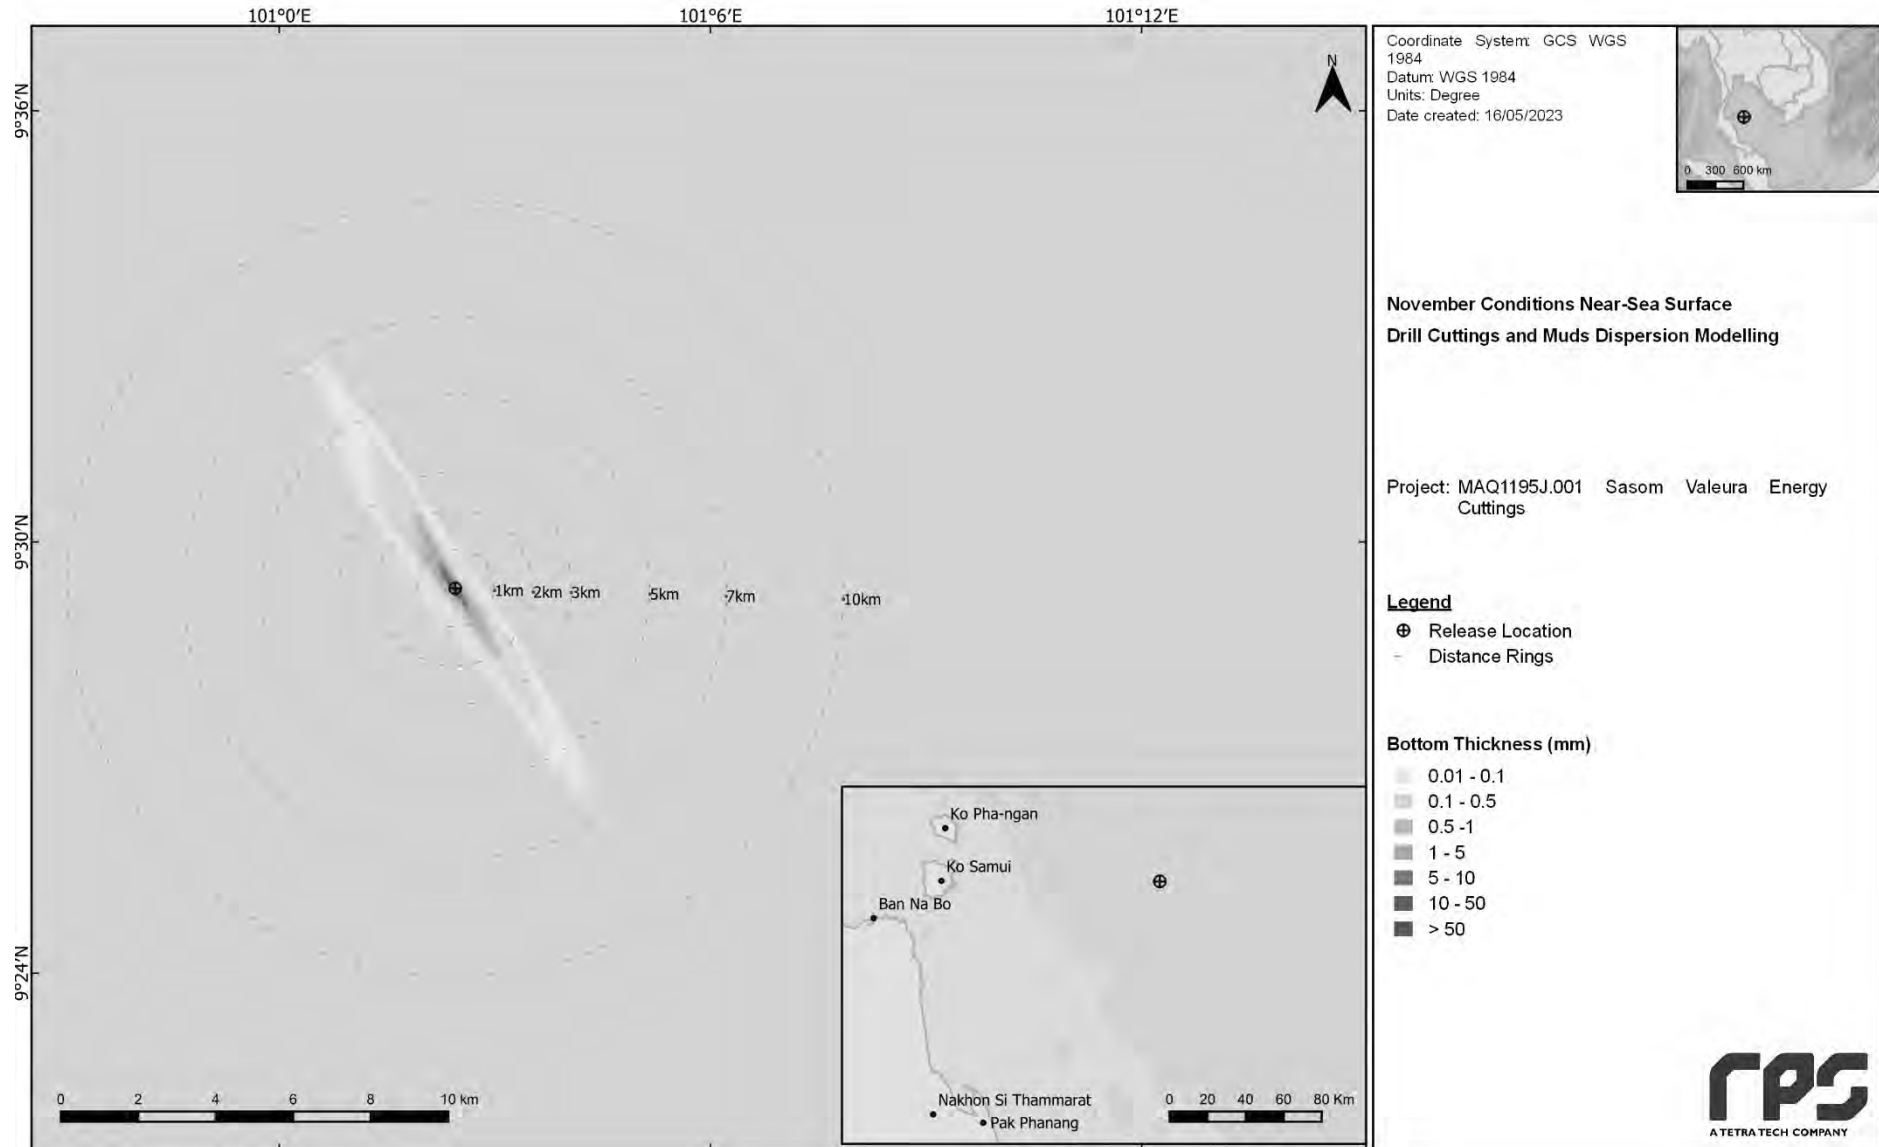 101°0′E
101°6′E
101°12′E
9°36′N
9°30′N
9°24′N
N
1km
2km
3km
5km
7km
10km
0 2 4 6 8 10 km
Ko Pha-ngan
Ko Samui
Ban Na Bo
Nakhon Si Thammarat
Pak Phanang
0 20 40 60 80 Km
Coordinate System: GCS WGS
1984
Datum: WGS 1984
Units: Degree
Date created: 16/05/2023
0 300 600 km
November Conditions Near-Sea Surface
Drill Cuttings and Muds Dispersion Modelling
Project: MAQ1195J.001 Sasom Valeura Energy
Cuttings
Legend
Release Location
Distance Rings
Bottom Thickness (mm)
0.01 - 0.1
0.1 - 0.5
0.5 -1
1 - 5
5 - 10
10 - 50
> 50
rps
A TETRA TECH COMPANY